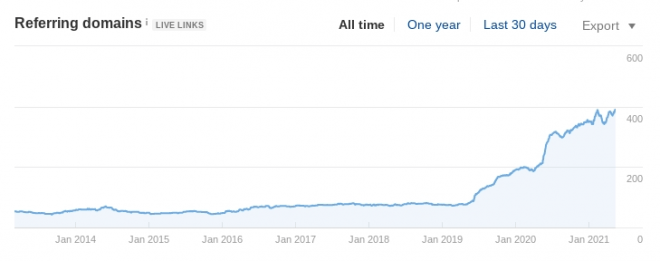 Referring domains i LIVE LINKS All time One year Last 30 days Export
600
400
200
Jan 2014 Jan 2015 Jan 2016 Jan 2017 Jan 2018 Jan 2019 Jan 2020 Jan 2021 0